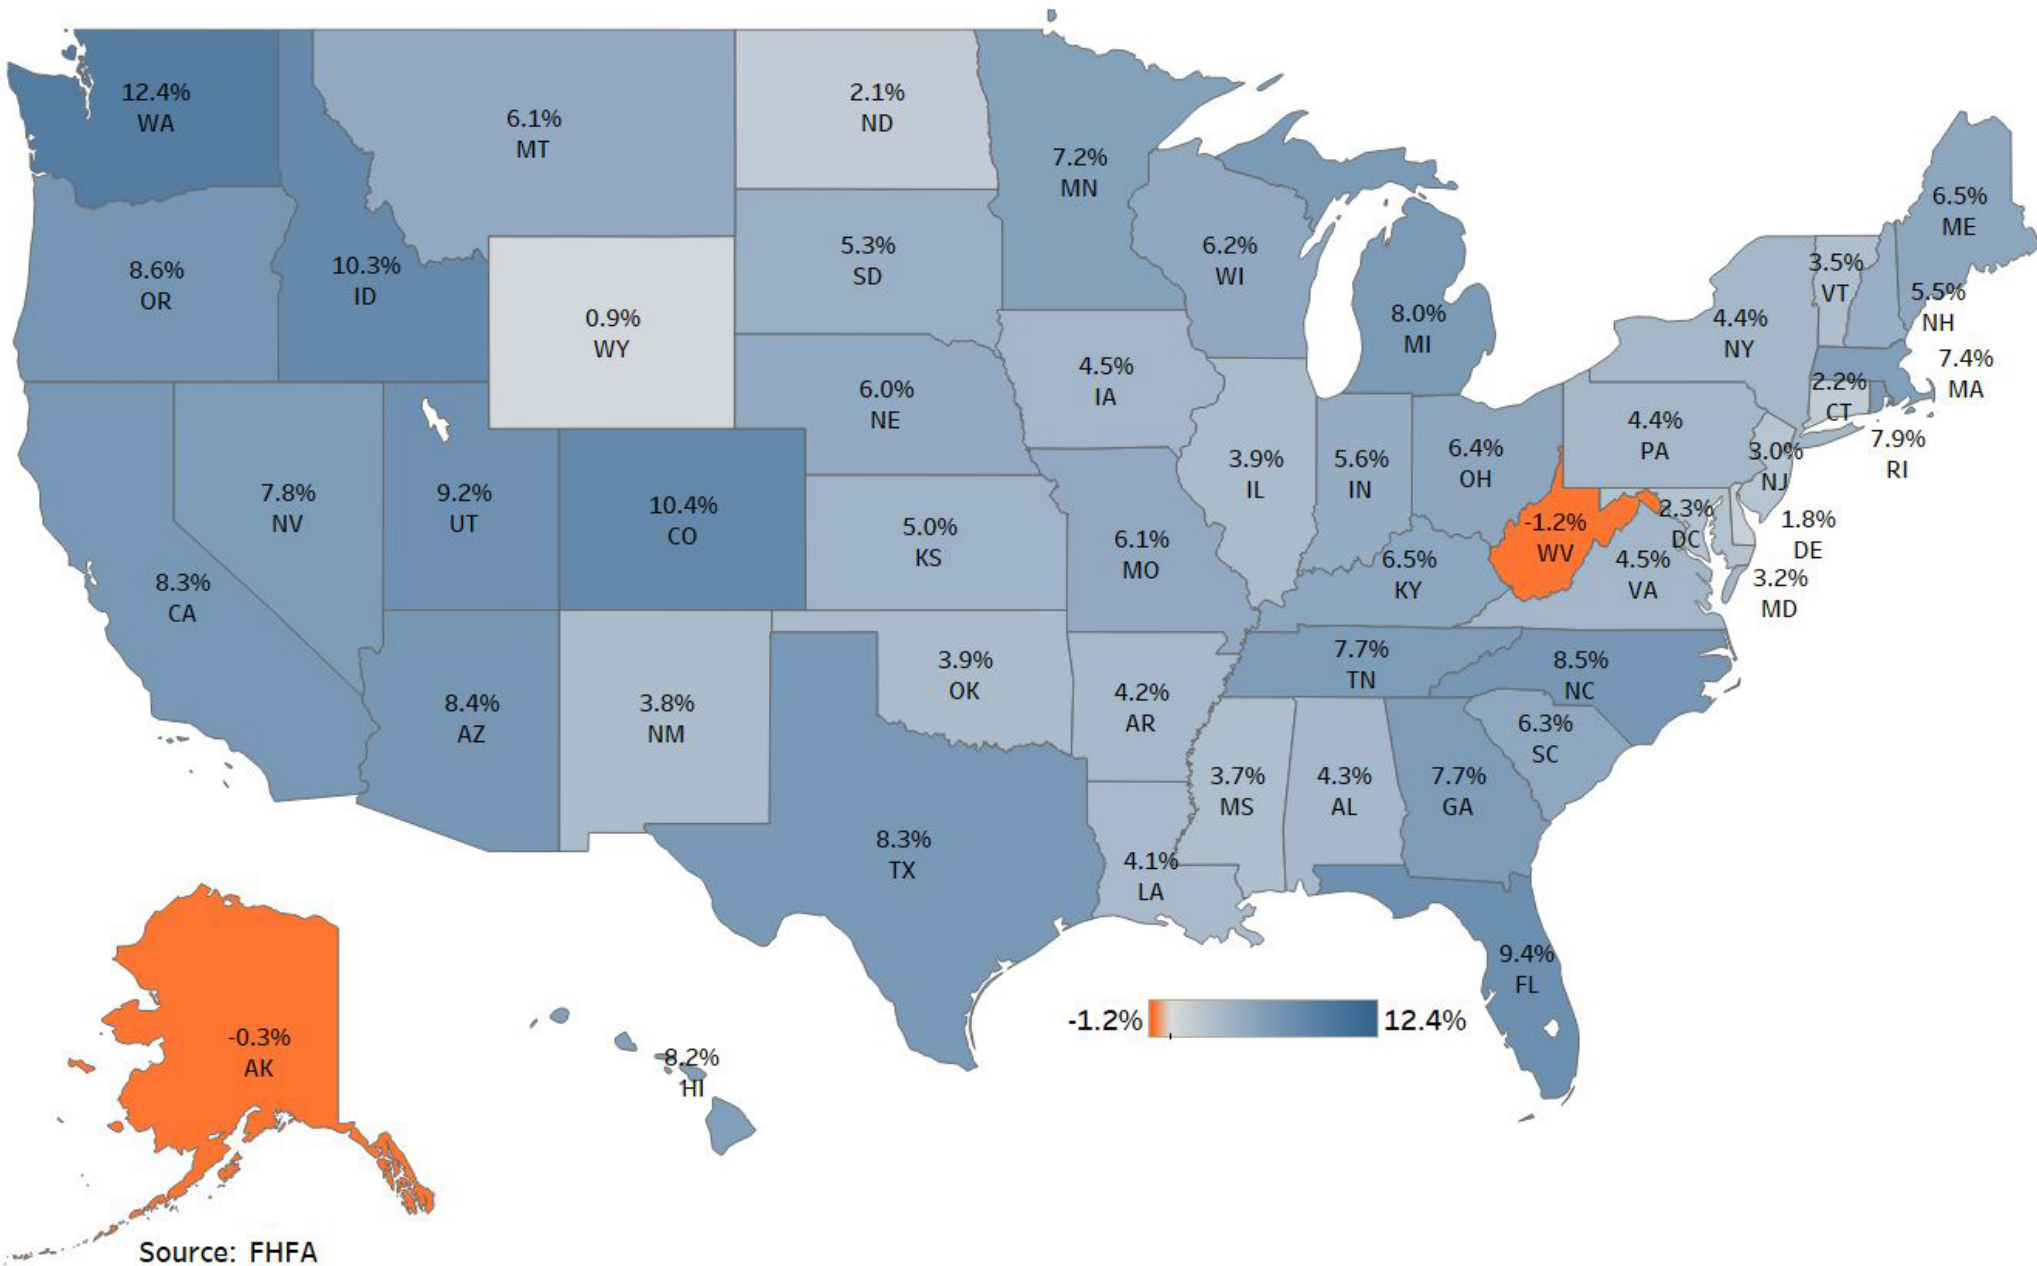 12.4%
WA
6.1%
MT
2.1%
ND
7.2%
MN
6.5%
ME
8.6%
OR
10.3%
ID
0.9%
WY
5.3%
SD
6.2%
WI
8.0%
MI
4.4%
NY
3.5%
VT
5.5%
NH
7.4%
MA
2.2%
CT
7.9%
RI
7.8%
NV
9.2%
UT
10.4%
CO
6.0%
NE
4.5%
IA
3.9%
IL
5.6%
IN
6.4%
OH
4.4%
PA
3.0%
NJ
8.3%
CA
5.0%
KS
6.1%
MO
6.5%
KY
-1.2%
WV
2.3%
DC
1.8%
DE
4.5%
VA
3.2%
MD
8.4%
AZ
3.8%
NM
3.9%
OK
4.2%
AR
7.7%
TN
8.5%
NC
6.3%
SC
8.3%
TX
4.1%
LA
3.7%
MS
4.3%
AL
7.7%
GA
9.4%
FL
-0.3%
AK
8.2%
HI
-1.2%
12.4%
Source: FHFA